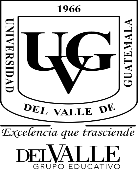 1966
UNIVERSIDAD
UVG
GUATEMALA
DEL VALLE DE
Excelencia que trasciende
DELVALLE
GRUPO EDUCATIVO